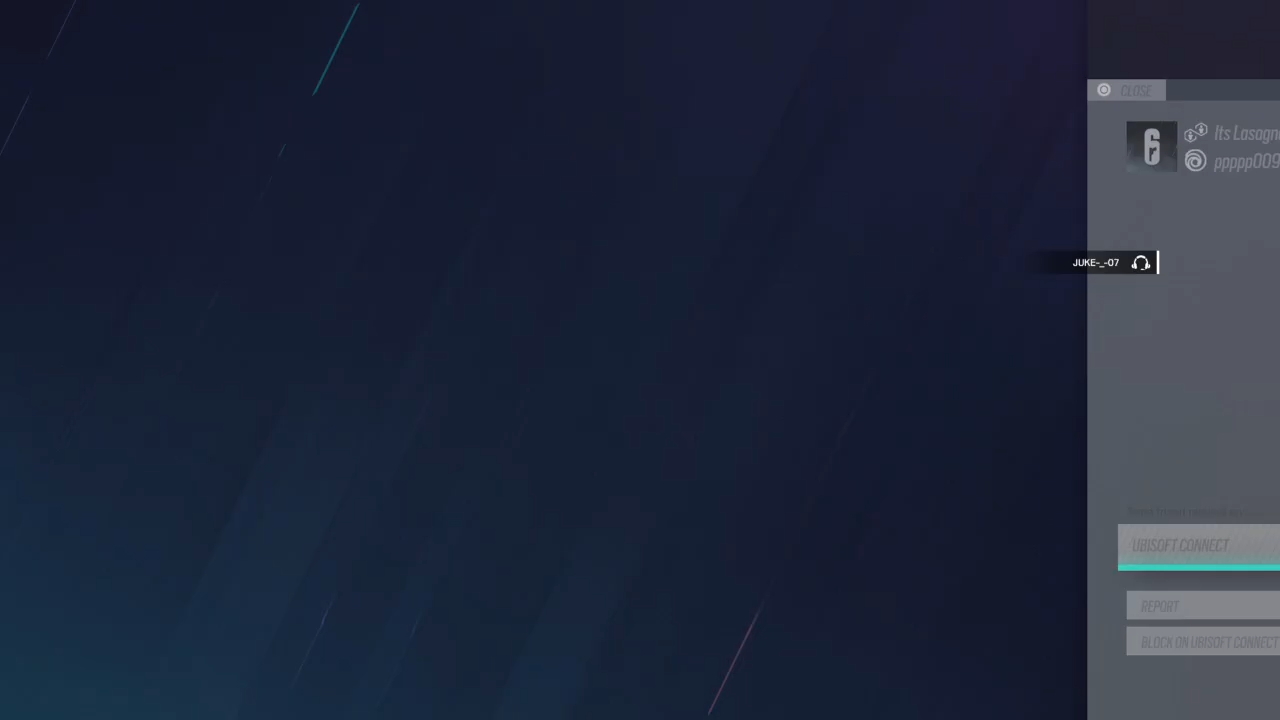 CLOSE
Its Lasagn
ppppp009
JUKE-_-07
UBISOFT CONNECT
REPORT
BLOCK ON UBISOFT CONNECT